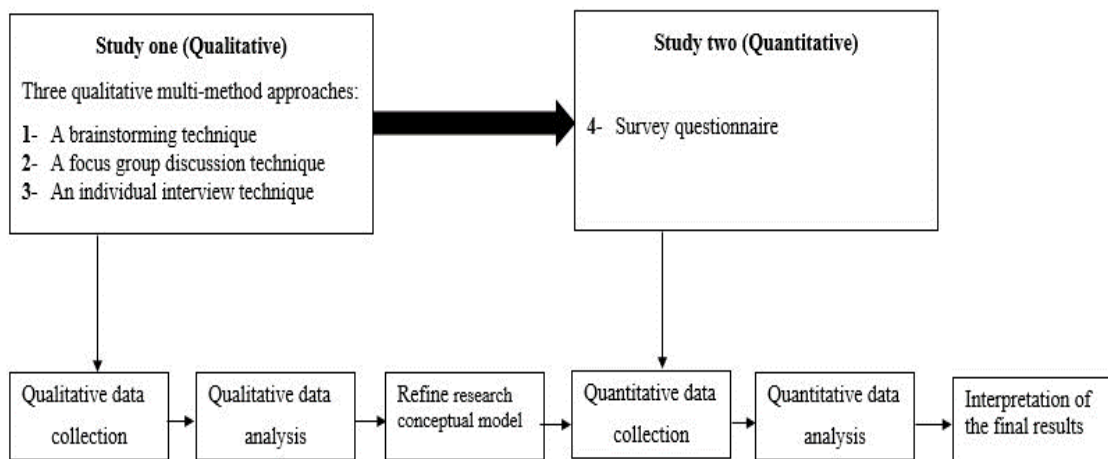 Study one (Qualitative)
Three qualitative multi-method approaches:
1- A brainstorming technique
2- A focus group discussion technique
3- An individual interview technique
Study two (Quantitative)
4- Survey questionnaire
Qualitative data
collection
Qualitative data
analysis
Refine research
conceptual model
Quantitative data
collection
Quantitative data
analysis
Interpretation of
the final results